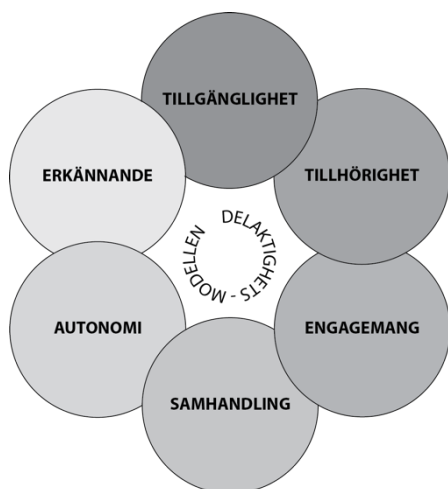 TILLGÄNGLIGHET
TILLHÖRIGHET
ENGAGEMANG
SAMHANDLING
AUTONOMI
ERKÄNNANDE
DELAKTIGHETS - MODELLEN